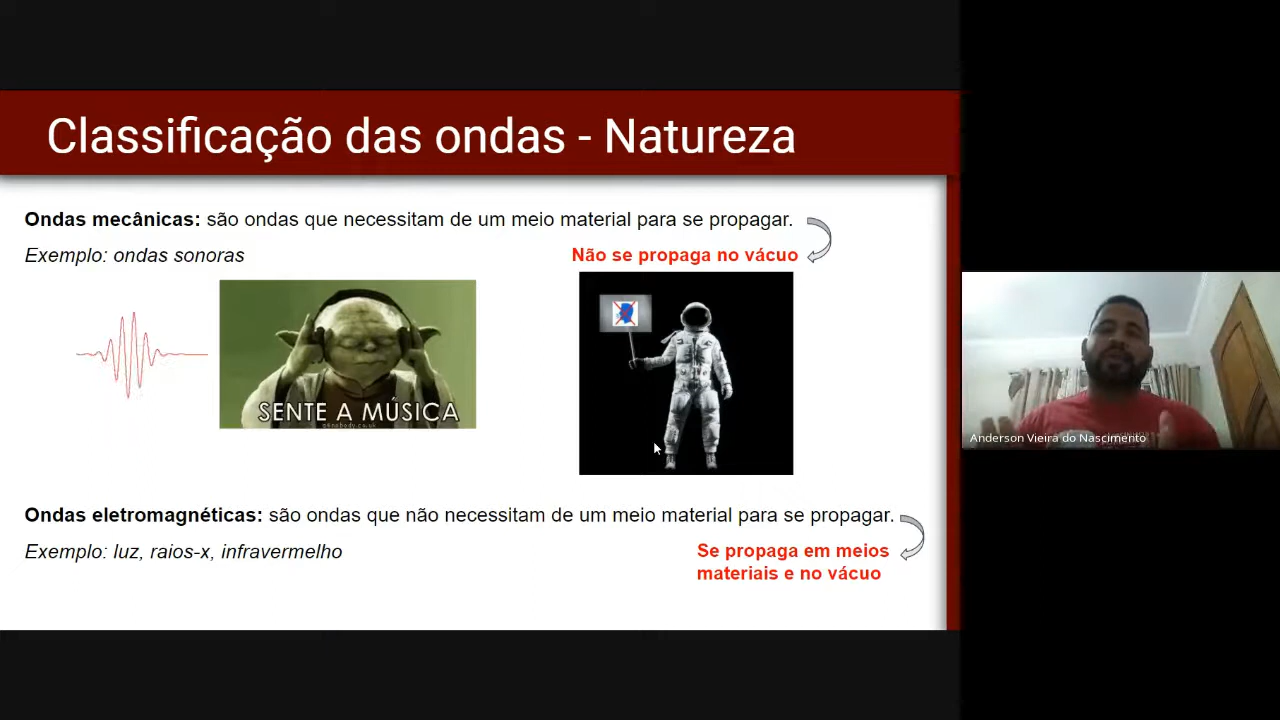 Classificação das ondas - Natureza
Ondas mecânicas: são ondas que necessitam de um meio material para se propagar.
Exemplo: ondas sonoras
Não se propaga no vácuo
SENTE A MÚSICA
Anderson Vieira do Nascimento
Ondas eletromagnéticas: são ondas que não necessitam de um meio material para se propagar.
Exemplo: luz, raios-x, infravermelho
Se propaga em meios
materiais e no vácuo